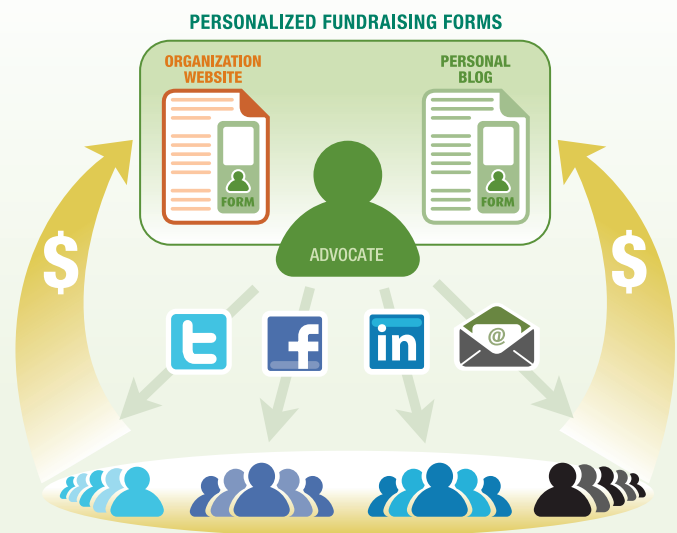 PERSONALIZED FUNDRAISING FORMS
ORGANIZATION
WEBSITE
PERSONAL
BLOG
FORM
FORM
ADVOCATE
$
$
t
f
in
@